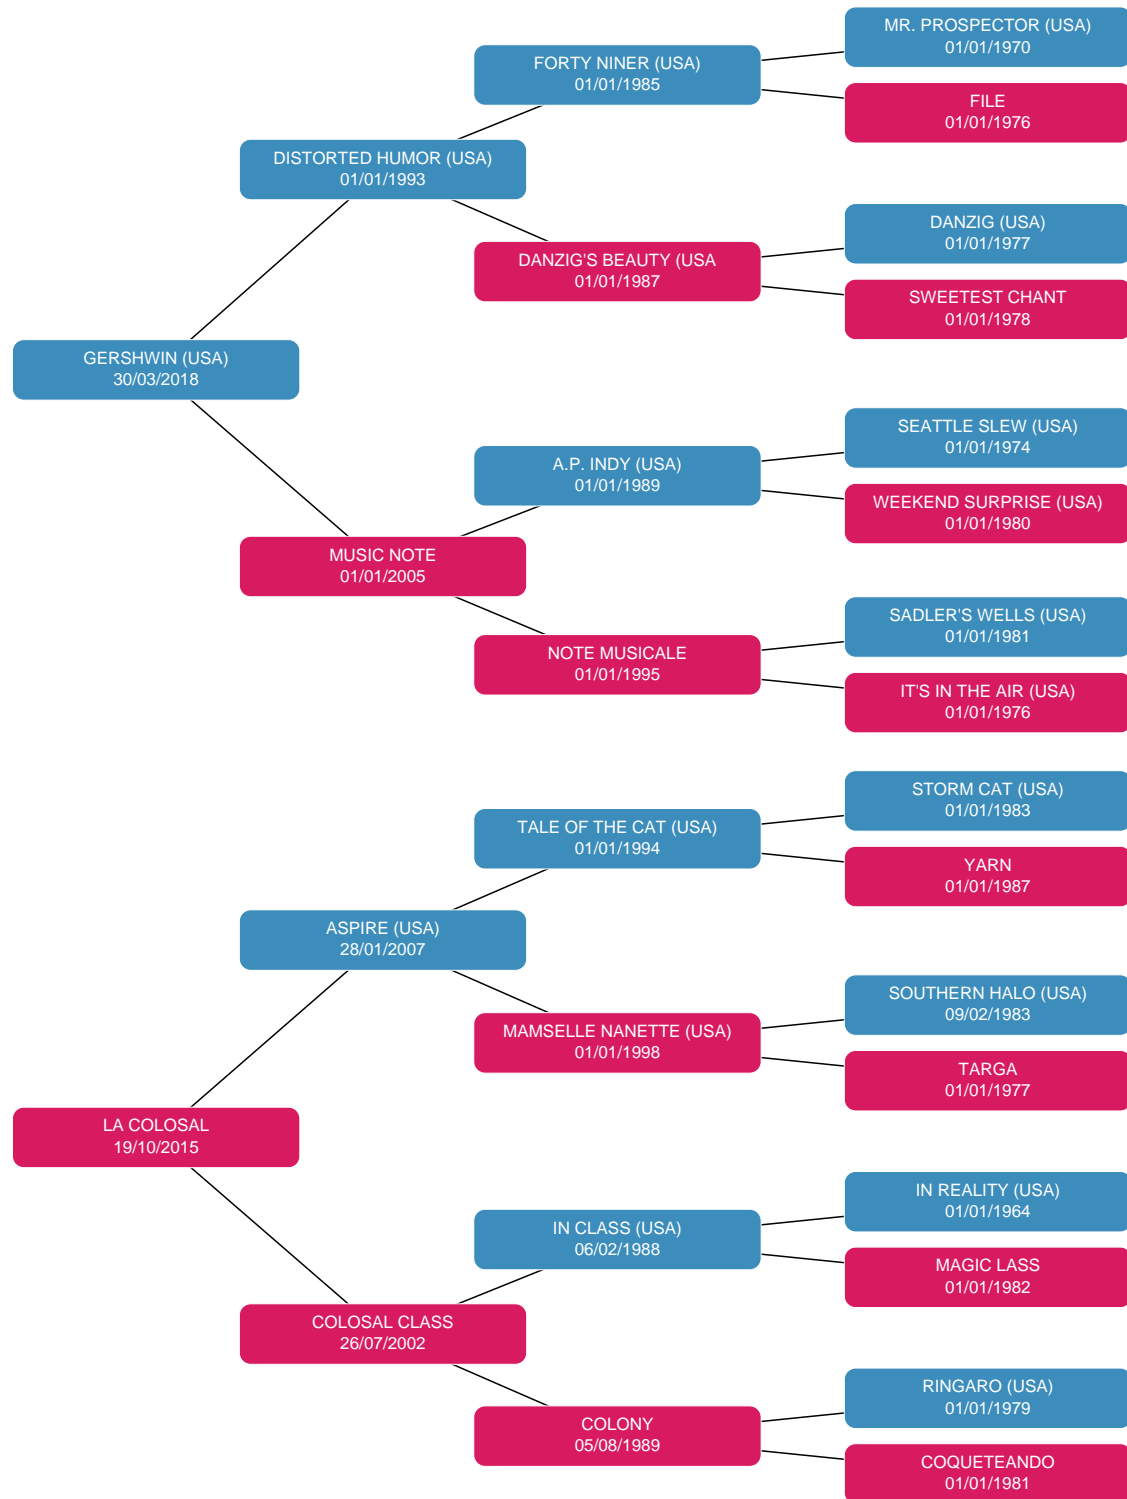 MR. PROSPECTOR (USA)
01/01/1970
FORTY NINER (USA)
01/01/1985
FILE
01/01/1976
DISTORTED HUMOR (USA)
01/01/1993
DANZIG (USA)
01/01/1977
DANZIG'S BEAUTY (USA
01/01/1987
SWEETEST CHANT
01/01/1978
GERSHWIN (USA)
30/03/2018
SEATTLE SLEW (USA)
01/01/1974
A.P. INDY (USA)
01/01/1989
WEEKEND SURPRISE (USA)
01/01/1980
MUSIC NOTE
01/01/2005
SADLER'S WELLS (USA)
01/01/1981
NOTE MUSICALE
01/01/1995
IT'S IN THE AIR (USA)
01/01/1976
STORM CAT (USA)
01/01/1983
TALE OF THE CAT (USA)
01/01/1994
YARN
01/01/1987
ASPIRE (USA)
28/01/2007
SOUTHERN HALO (USA)
09/02/1983
MAMSELLE NANETTE (USA)
01/01/1998
TARGA
01/01/1977
LA COLOSAL
19/10/2015
IN REALITY (USA)
01/01/1964
IN CLASS (USA)
06/02/1988
MAGIC LASS
01/01/1982
COLOSAL CLASS
26/07/2002
RINGARO (USA)
01/01/1979
COLONY
05/08/1989
COQUETEANDO
01/01/1981